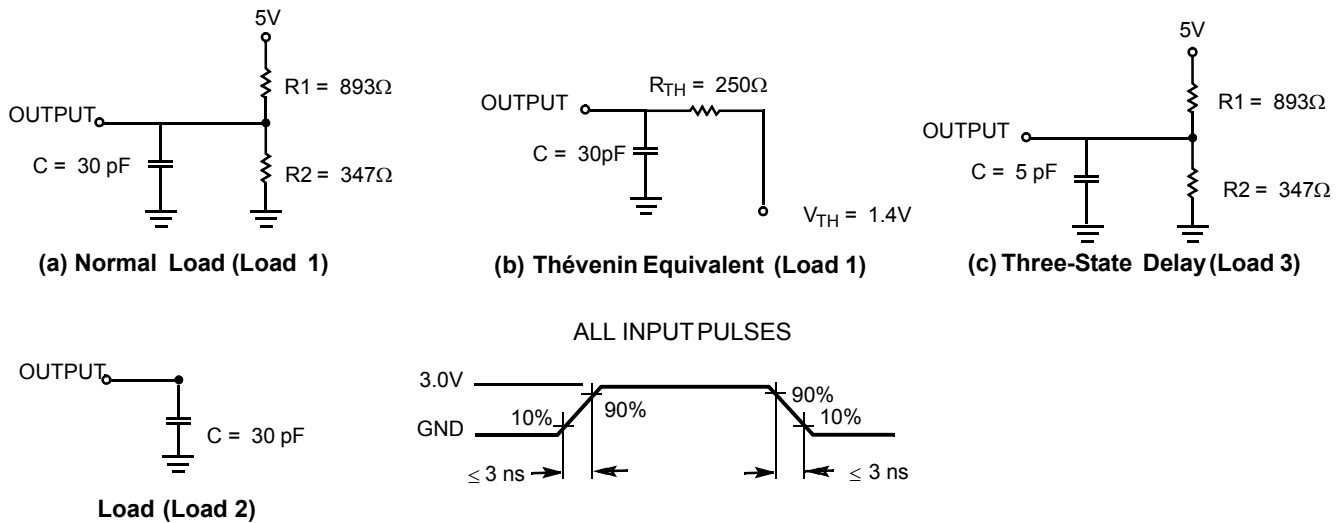 5V
R1 = 893Ω
OUTPUT
C = 30 pF
R2 = 347Ω
(a) Normal Load (Load 1)
RTH = 250Ω
OUTPUT
C = 30pF
VTH = 1.4V
(b) Thévenin Equivalent (Load 1)
5V
R1 = 893Ω
OUTPUT
C = 5 pF
R2 = 347Ω
(c) Three-State Delay (Load 3)
OUTPUT
C = 30 pF
Load (Load 2)
ALL INPUT PULSES
3.0V
GND
10%
90%
90%
10%
≤ 3 ns
≤ 3 ns